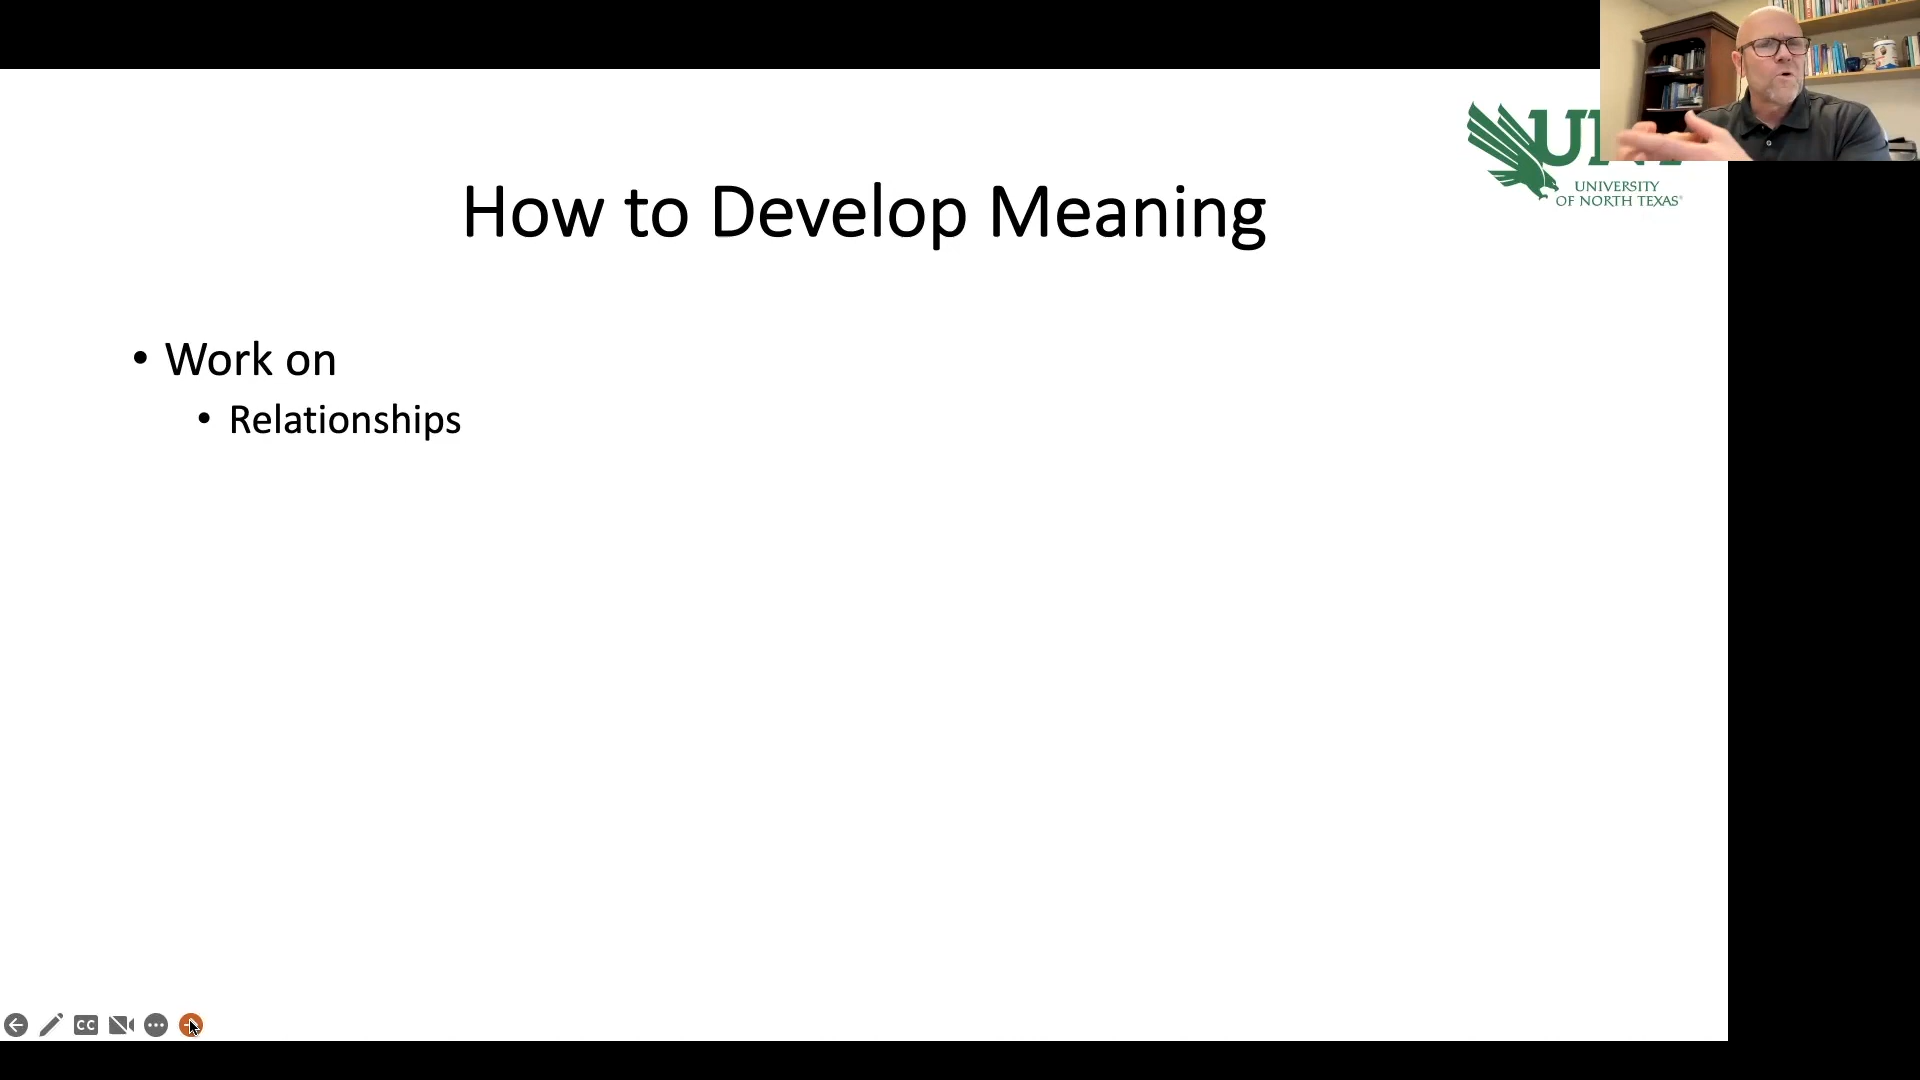 How to Develop Meaning
UNIVERSITY
OF NORTH TEXAS®
• Work on
• Relationships
CC